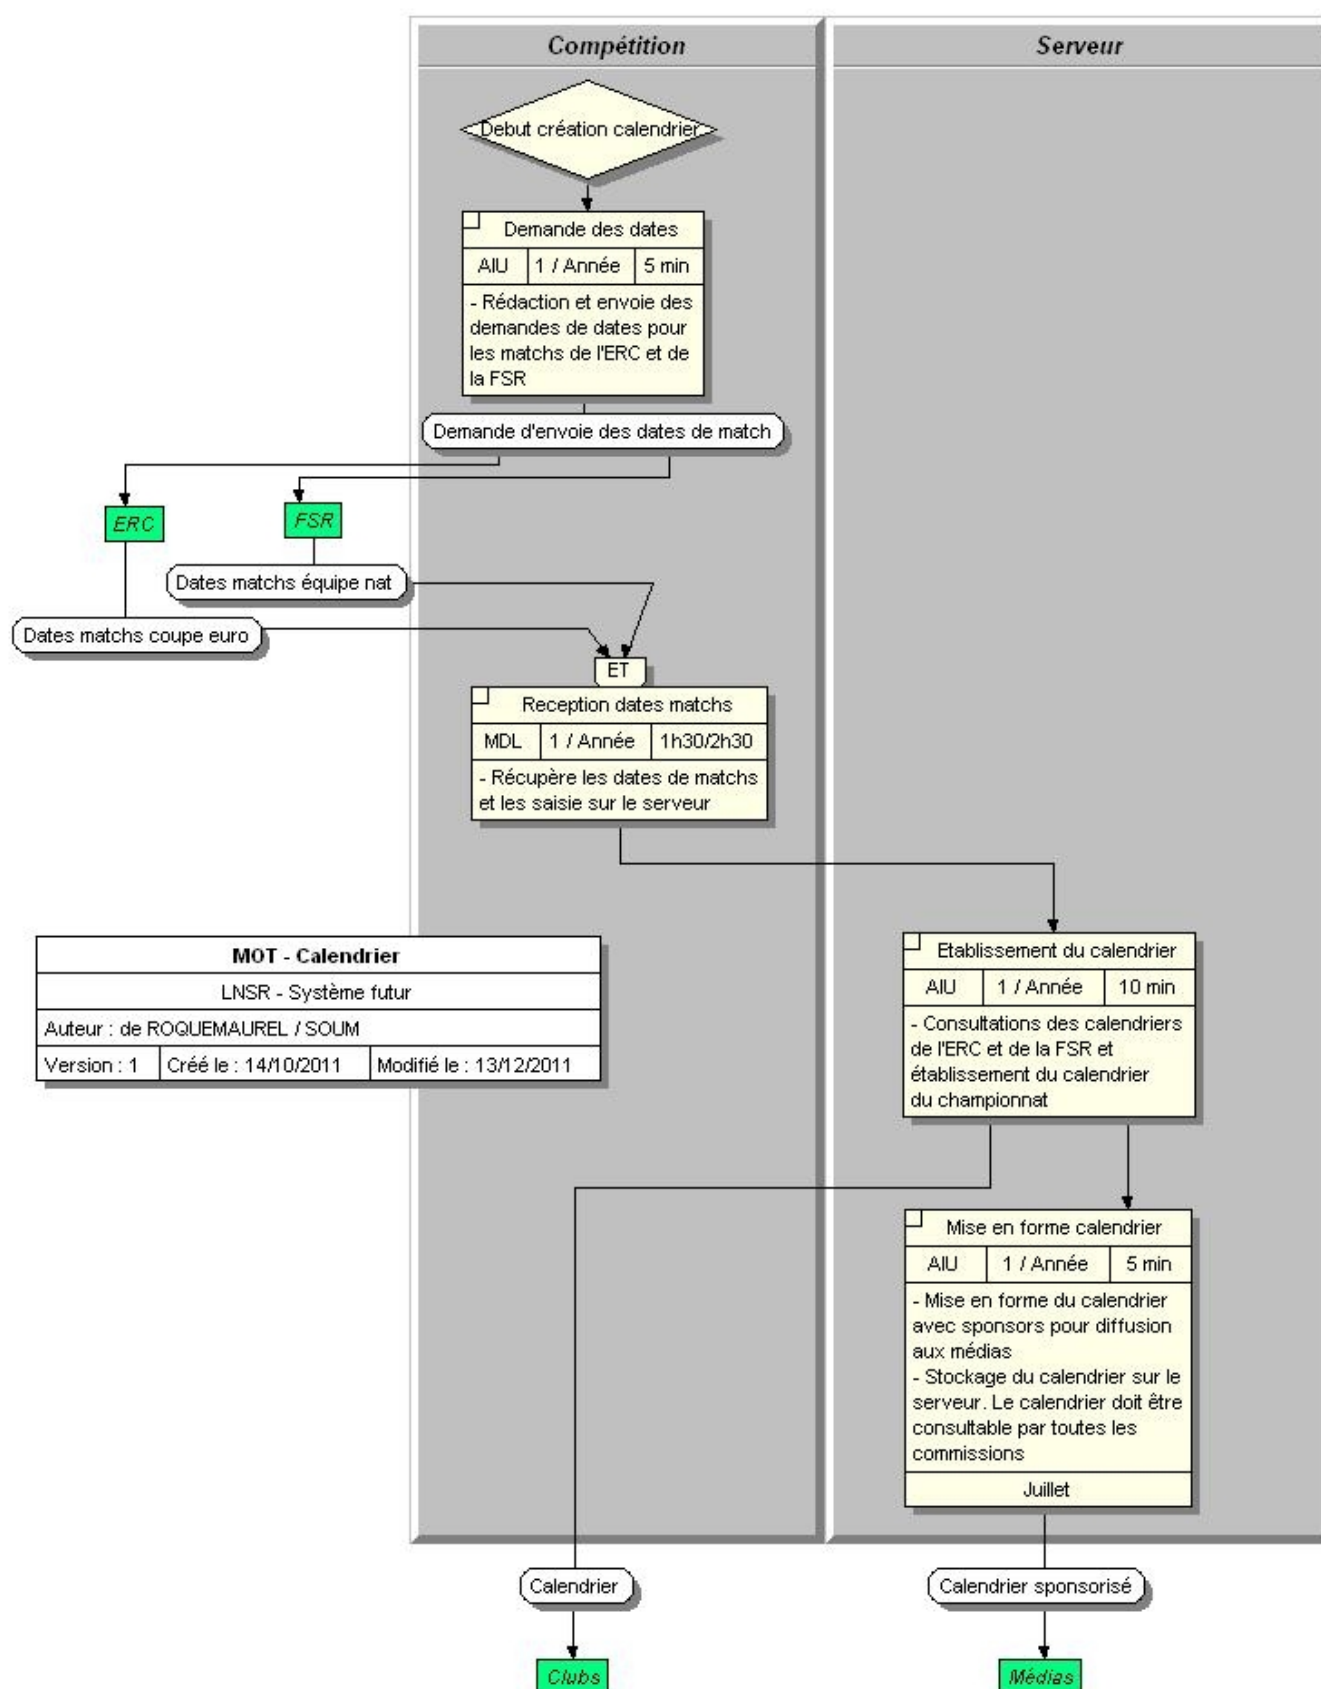 Compétition
Serveur
Debut création calendrier
Demande des dates
AIU
1 / Année
5 min
- Rédaction et envoie des
demandes de dates pour
les matchs de l'ERC et de
la FSR
Demande d'envoie des dates de match
ERC
FSR
Dates matchs équipe nat
Dates matchs coupe euro
ET
Reception dates matchs
MDL
1 / Année
1h30/2h30
- Récupère les dates de matchs
et les saisie sur le serveur
MOT - Calendrier
LNSR - Système futur
Auteur : de ROQUEMAUREL / SOUM
Version : 1
Créé le : 14/10/2011
Modifié le : 13/12/2011
Etablissement du calendrier
AIU
1 / Année
10 min
- Consultations des calendriers
de l'ERC et de la FSR et
établissement du calendrier
du championnat
Mise en forme calendrier
AIU
1 / Année
5 min
- Mise en forme du calendrier
avec sponsors pour diffusion
aux médias
- Stockage du calendrier sur le
serveur. Le calendrier doit être
consultable par toutes les
commissions
Juillet
Calendrier
Calendrier sponsorisé
Clubs
Médias